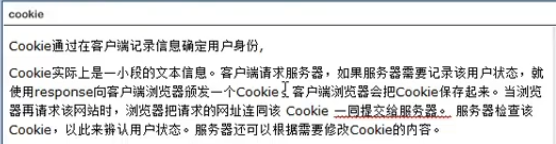 cookie
Cookie通过在客户端记录信息确定用户身份,
Cookie实际上是一小段的文本信息。客户端请求服务器，如果服务器需要记录该用户状态，就
使用response向客户端浏览器颁发一个Cookie。客户端浏览器会把Cookie保存起来。当浏览
器再请求该网站时，浏览器把请求的网址连同该 Cookie 一同提交给服务器。 服务器检查该
Cookie，以此来辨认用户状态。服务器还可以根据需要修改Cookie的内容。